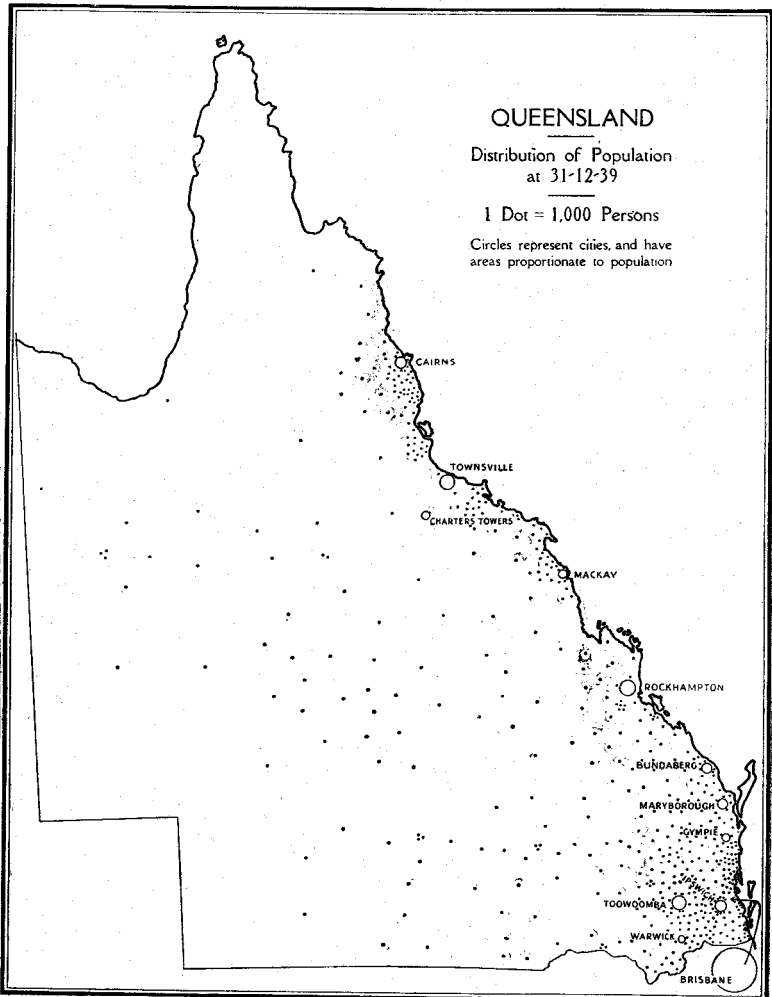 QUEENSLAND
Distribution of Population
at 31-12-39
1 Dot = 1,000 Persons
Circles represent cities, and have
areas proportionate to population
CAIRNS
TOWNSVILLE
CHARTERS TOWERS
MACKAY
ROCKHAMPTON
BUNDABERG
MARYBOROUGH
GYMPIE
IPSWICH
TOOWOOMBA
WARWICK
BRISBANE